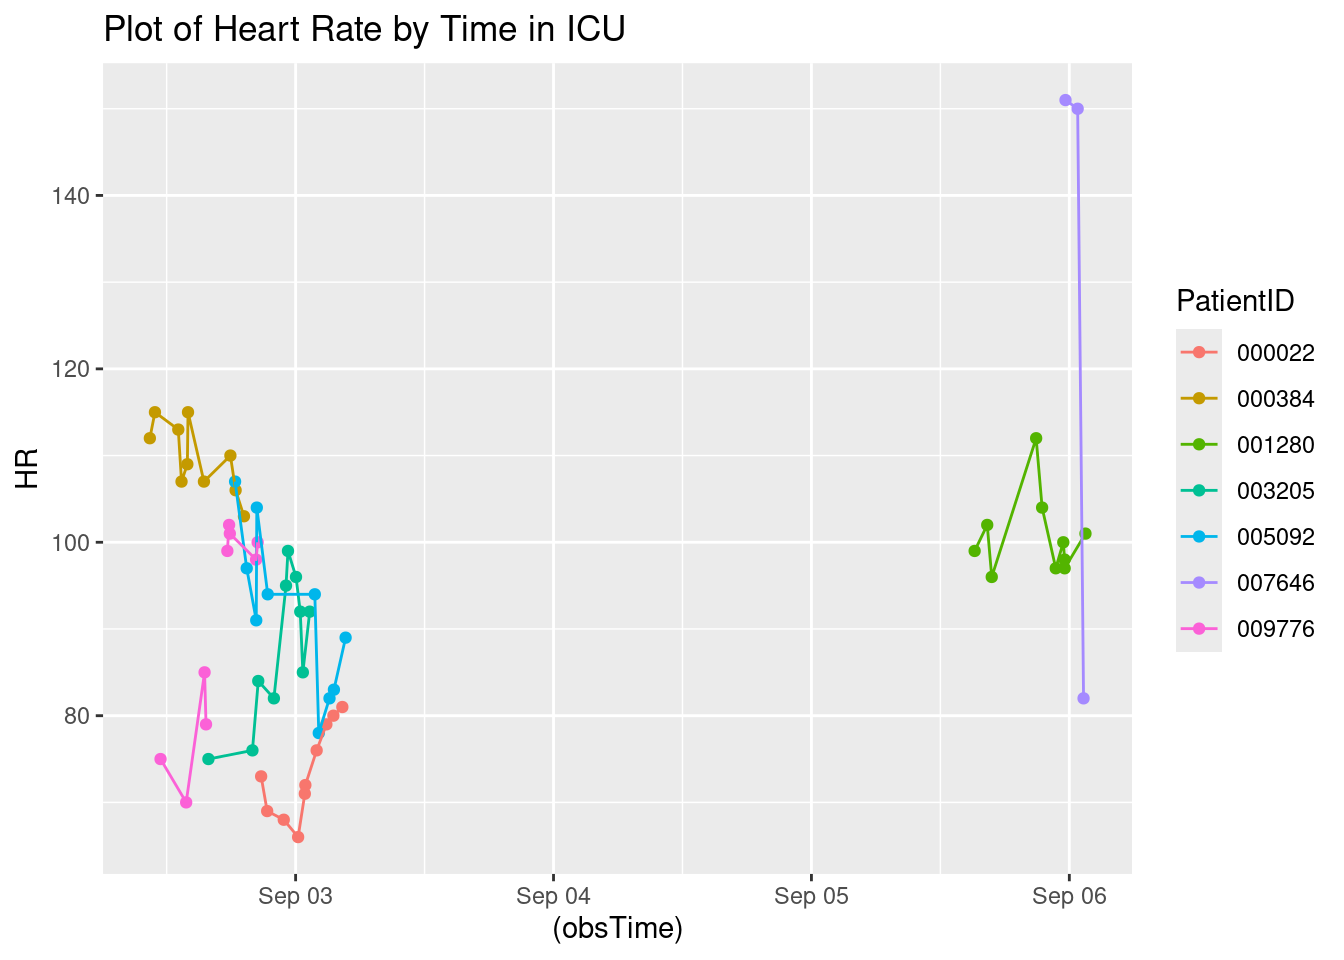 Plot of Heart Rate by Time in ICU
HR
140
120
100
80
Sep 03
Sep 04
Sep 05
Sep 06
(obsTime)
PatientID
000022
000384
001280
003205
005092
007646
009776